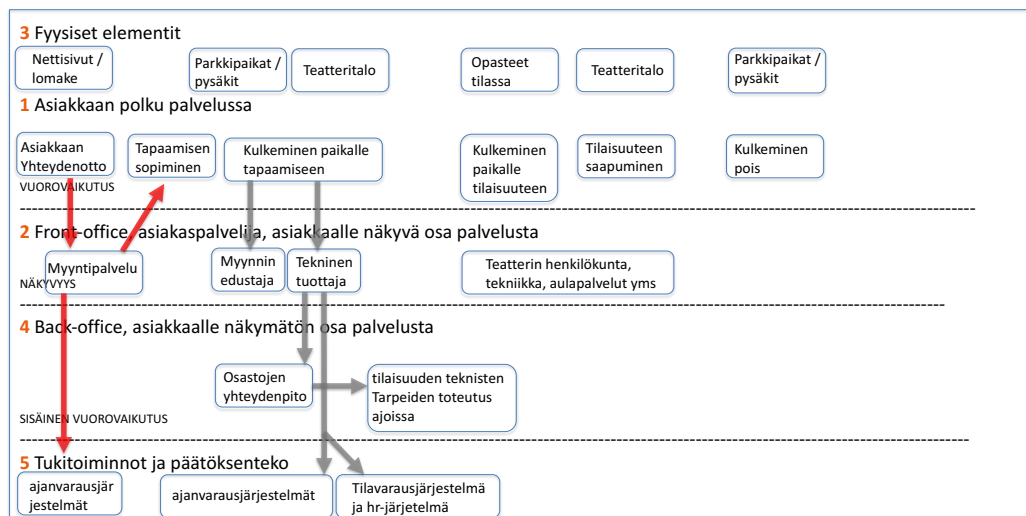 3 Fyysiset elementit
Nettisivut /
lomake
Parkkipaikat /
pysäkit
Teatteritalo
Opasteet
tilassa
Teatteritalo
Parkkipaikat /
pysäkit
1 Asiakkaan polku palvelussa
Asiakkaan
Yhteydenotto
Tapaamisen
sopiminen
Kulkeminen paikalle
tapaamiseen
Kulkeminen
paikalle
tilaisuuteen
Tilaisuuteen
saapuminen
Kulkeminen
pois
VUOROVAIKUTUS
2 Front-office, asiakaspalvelija, asiakkaalle näkyvä osa palvelusta
Myyntipalvelu
Myynnin
edustaja
Tekninen
tuottaja
Teatterin henkilökunta,
tekniikka, aulapalvelut yms
NÄKYVYYS
4 Back-office, asiakkaalle näkymätön osa palvelusta
Osastojen
yhteydenpito
tilaisuuden teknisten
Tarpeiden toteutus
ajoissa
SISÄINEN VUOROVAIKUTUS
5 Tukitoiminnot ja päätöksenteko
ajanvarausjär
jestelmät
ajanvarausjärjestelmät
Tilavarausjärjestelmä
ja hr-järjetelmä